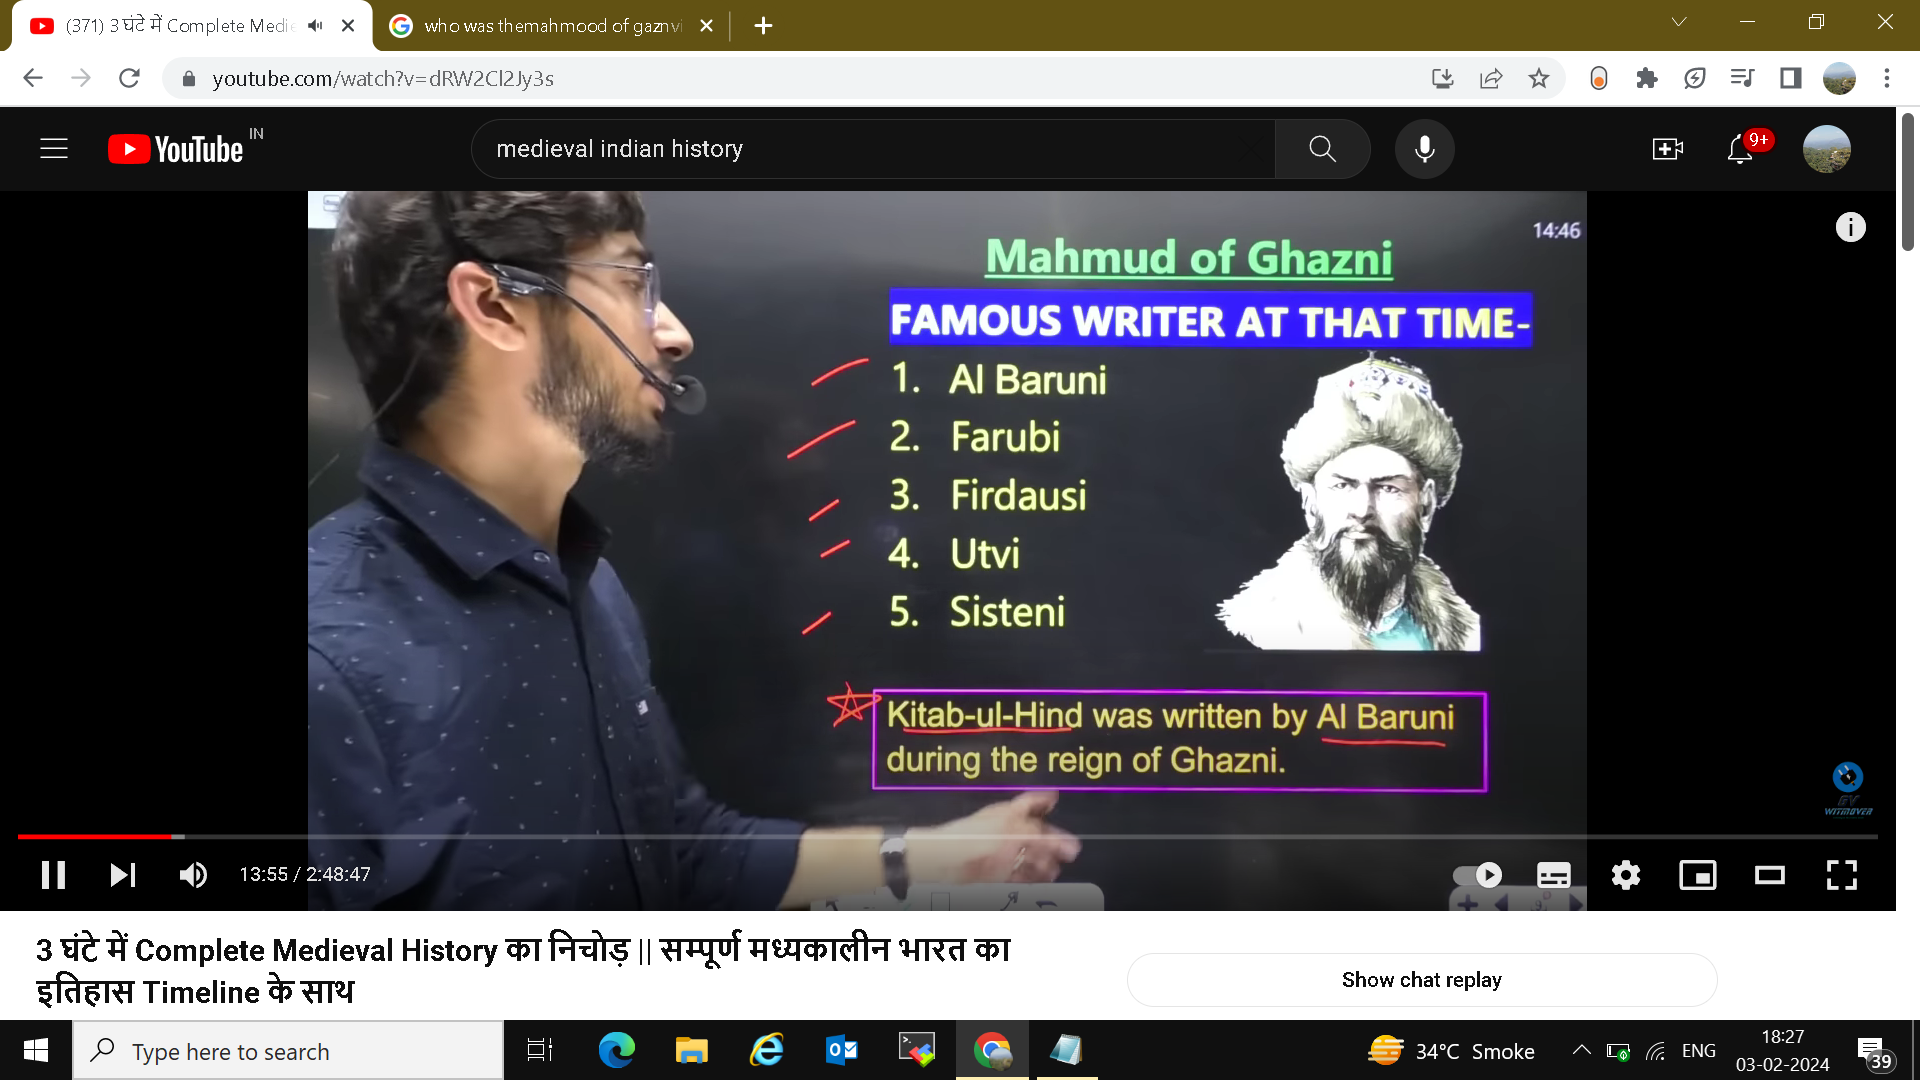 (371) 3 घंटे में Complete Medie
who was themahmood of gaznvi
youtube.com/watch?v=dRW2Cl2Jy3s
YouTube IN
medieval indian history
9+
14:46
Mahmud of Ghazni
FAMOUS WRITER AT THAT TIME-
1. Al Baruni
2. Farubi
3. Firdausi
4. Utvi
5. Sisteni
Kitab-ul-Hind was written by Al Baruni
during the reign of Ghazni.
GV
WITMOVER
13:55 / 2:48:47
3 घंटे में Complete Medieval History का निचोड़ || सम्पूर्ण मध्यकालीन भारत का
इतिहास Timeline के साथ
Show chat replay
Type here to search
34°C Smoke
ENG
18:27
03-02-2024
39